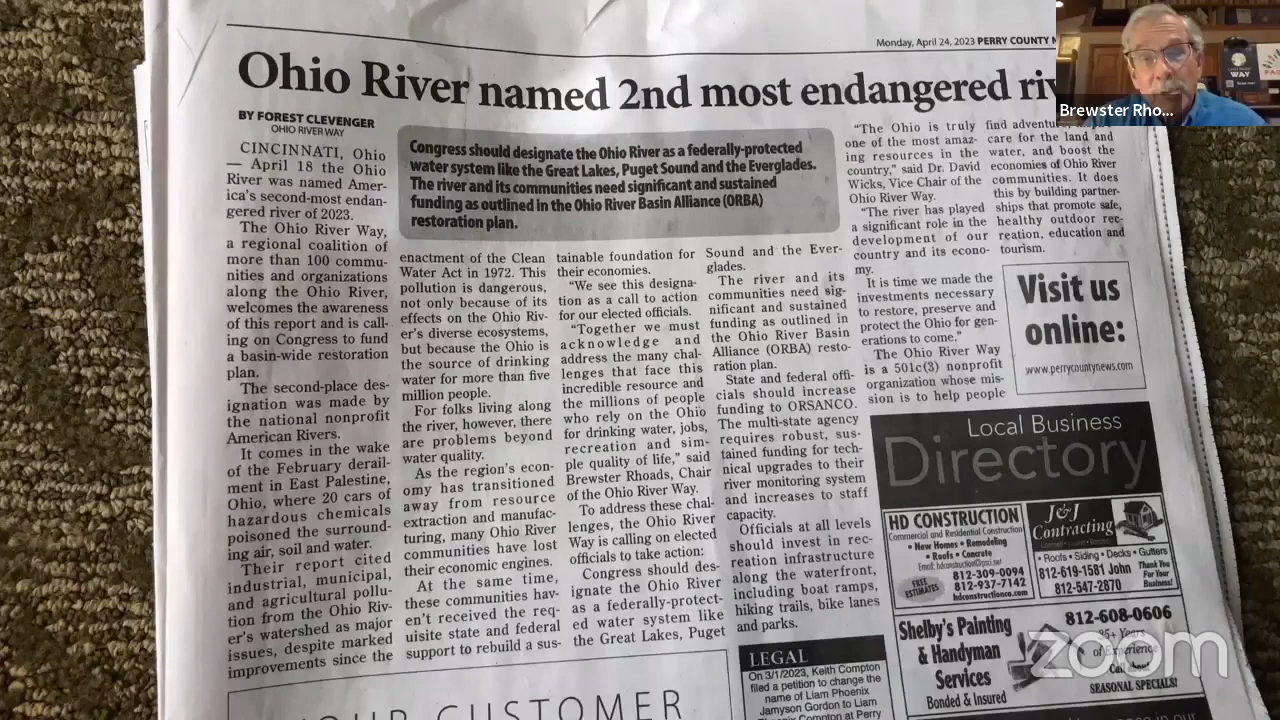 Monday, April 24, 2023 PERRY COUNTY
Ohio River named 2nd most endangered riv
Brewster Rho...
BY FOREST CLEVENGER
OHIO RIVER WAY
CINCINNATI, Ohio
— April 18 the Ohio
River was named Amer-
ica's second-most endan-
gered river of 2023.
The Ohio River Way,
a regional coalition of
more than 100 commu-
nities and organizations
along the Ohio River,
welcomes the awareness
of this report and is call-
ing on Congress to fund
a basin-wide restoration
plan.
The second-place des-
ignation was made by
the national nonprofit
American Rivers.
It comes in the wake
of the February derail-
ment in East Palestine,
Ohio, where 20 cars of
hazardous chemicals
poisoned the surround-
ing air, soil and water.
Their report cited
industrial, municipal,
and agricultural pollu-
tion from the Ohio Riv-
er's watershed as major
issues, despite marked
improvements since the
Congress should designate the Ohio River as a federally-protected
water system like the Great Lakes, Puget Sound and the Everglades.
The river and its communities need significant and sustained
funding as outlined in the Ohio River Basin Alliance (ORBA)
restoration plan.
enactment of the Clean
Water Act in 1972. This
pollution is dangerous,
not only because of its
effects on the Ohio Riv-
er's diverse ecosystems,
but because the Ohio is
the source of drinking
water for more than five
million people.
For folks living along
the river, however, there
are problems beyond
water quality.
As the region's econ-
omy has transitioned
away from resource
extraction and manufac-
turing, many Ohio River
communities have lost
their economic engines.
At the same time,
these communities hav-
en't received the req-
uisite state and federal
support to rebuild a sus-
tainable foundation for
their economies.
"We see this designa-
tion as a call to action
for our elected officials.
"Together we must
acknowledge and
address the many chal-
lenges that face this
incredible resource and
the millions of people
who rely on the Ohio
for drinking water, jobs,
recreation and sim-
ple quality of life," said
Brewster Rhoads, Chair
of the Ohio River Way.
To address these chal-
lenges, the Ohio River
Way is calling on elected
officials to take action:
Congress should des-
ignate the Ohio River
as a federally-protect-
ed water system like
the Great Lakes, Puget
Sound and the Ever-
glades.
The river and its
communities need sig-
nificant and sustained
funding as outlined in
the Ohio River Basin
Alliance (ORBA) resto-
ration plan.
State and federal offi-
cials should increase
funding to ORSANCO.
The multi-state agency
requires robust, sus-
tained funding for tech-
nical upgrades to their
river monitoring system
and increases to staff
capacity.
Officials at all levels
should invest in rec-
reation infrastructure
along the waterfront,
including boat ramps,
hiking trails, bike lanes
and parks.
"The Ohio is truly
one of the most amaz-
ing resources in the
country," said Dr. David
Wicks, Vice Chair of the
Ohio River Way.
"The river has played
a significant role in the
development of our
country and its econo-
my.
It is time we made the
investments necessary
to restore, preserve and
protect the Ohio for gen-
erations to come."
The Ohio River Way
is a 501c(3) nonprofit
organization whose mis-
sion is to help people
find adventure,
care for the land and
water, and boost the
economies of Ohio River
communities. It does
this by building partner-
ships that promote safe,
healthy outdoor rec-
reation, education and
tourism.
Visit us
online:
www.perrycountynews.com
Local Business
Directory
HD CONSTRUCTION
Commercial and Residential Construction
• New Homes • Remodeling
• Roofs • Concrete
FREE
ESTIMATES
812-309-0094
812-937-7142
hdconstructionco.com
J&J
Contracting
• Roofs • Siding • Decks • Gutters
812-619-1581 John
812-547-2870
Thank You
For Your
Business!
Shelby's Painting
& Handyman
Services
Bonded & Insured
812-608-0606
35+ Years
of Experience
SEASONAL SPECIALS!
LEGAL
On 3/1/2023, Keith Compton
filed a petition to change the
name of Liam Phoenix
Jamyson Gordon to Liam
Phoenix Compton at Perry
CUSTOMER
WAY
zoom